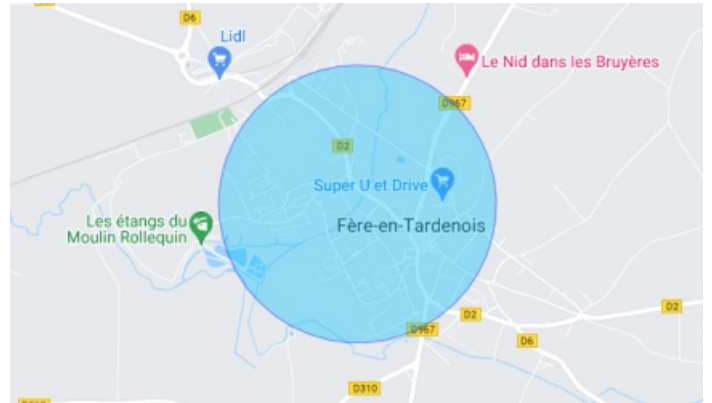 D6
Lidl
Le Nid dans les Bruyères
D967
D2
Super U et Drive
Les étangs du
Moulin Rollequin
Fère-en-Tardenois
D2
D967
D6
D310